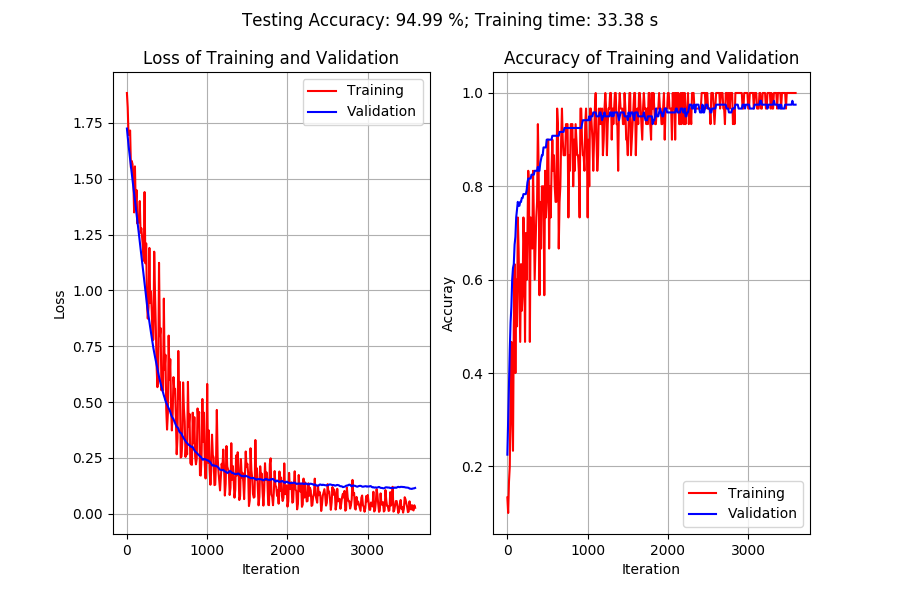 Testing Accuracy: 94.99 %; Training time: 33.38 s
Loss of Training and Validation
Training
Validation
1.75
1.50
1.25
1.00
0.75
0.50
0.25
0.00
Loss
0
1000
2000
3000
Iteration
Accuracy of Training and Validation
1.0
0.8
0.6
0.4
0.2
Accuray
Training
Validation
0
1000
2000
3000
Iteration